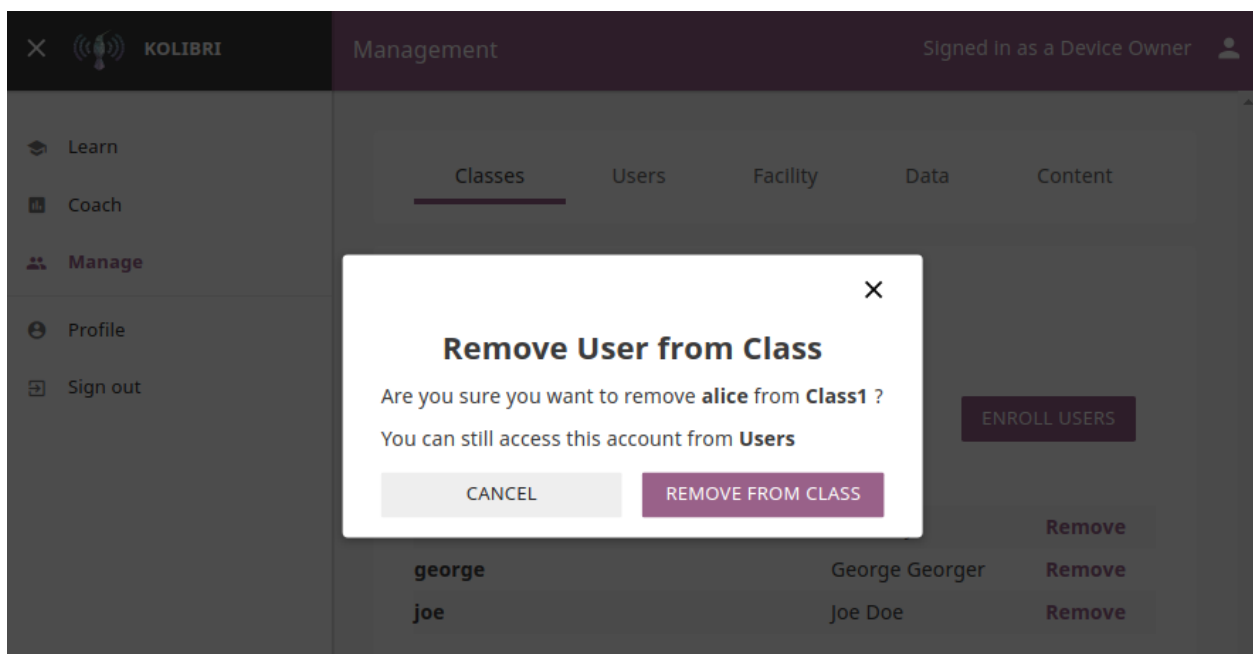 KOLIBRI
Management
Signed in as a Device Owner
Learn
Coach
Manage
Profile
Sign out
Classes Users Facility Data Content
Remove User from Class
Are you sure you want to remove alice from Class1 ?
You can still access this account from Users
CANCEL REMOVE FROM CLASS
ENROLL USERS
Remove
george George Georger Remove
joe Joe Doe Remove